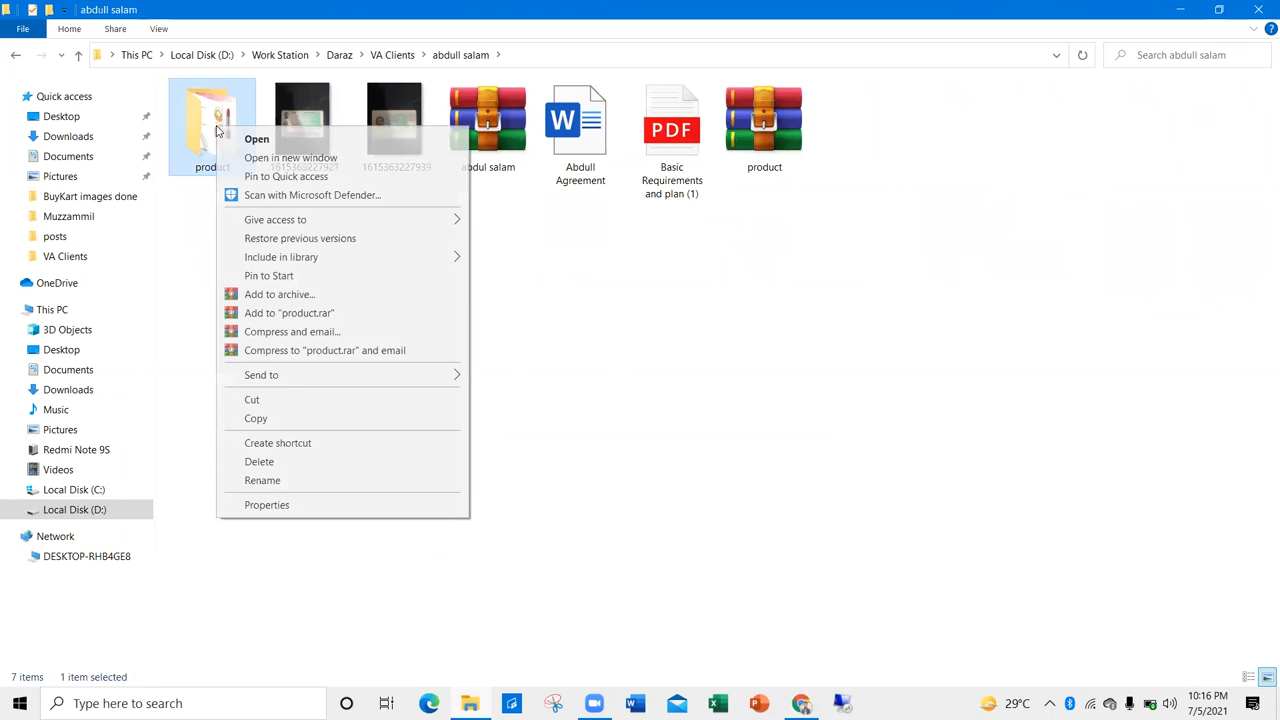 abdull salam
File
Home
Share
View
This PC
Local Disk (D:)
Work Station
Daraz
VA Clients
abdull salam
Search abdull salam
Quick access
Desktop
Downloads
Documents
Pictures
BuyKart images done
Muzzammil
posts
VA Clients
OneDrive
This PC
3D Objects
Desktop
Documents
Downloads
Music
Pictures
Redmi Note 9S
Videos
Local Disk (C:)
Local Disk (D:)
Network
DESKTOP-RHB4GE8
product
1615363227939
abdul salam
W
Abdull
Agreement
PDF
Basic
Requirements
and plan (1)
product
Open
Open in new window
Pin to Quick access
Scan with Microsoft Defender...
Give access to
Restore previous versions
Include in library
Pin to Start
Add to archive...
Add to "product.rar"
Compress and email...
Compress to "product.rar" and email
Send to
Cut
Copy
Create shortcut
Delete
Rename
Properties
7 items
1 item selected
Type here to search
29°C
10:16 PM
7/5/2021